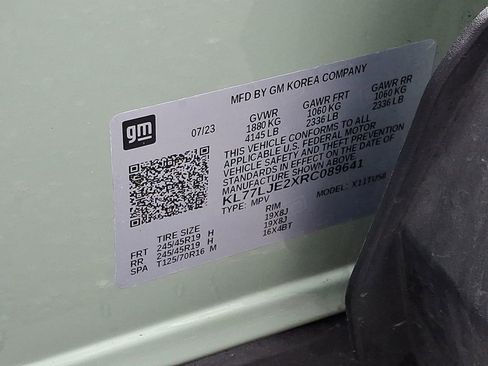 MFD BY GM KOREA COMPANY
gm
07/23
GVWR GAWR FRT GAWR RR
1880 KG 1060 KG 1060 KG
4145 LB 2336 LB 2336 LB
THIS VEHICLE CONFORMS TO ALL
APPLICABLE U.S. FEDERAL MOTOR
VEHICLE SAFETY AND THEFT PREVENTION
STANDARDS IN EFFECT ON THE DATE OF
MANUFACTURE SHOWN ABOVE.
KL77LJE2XRC089641
TYPE: MPV MODEL: X11TU58
TIRE SIZE RIM
FRT 245/45R19 H 19X8J
RR 245/45R19 H 19X8J
SPA T125/70R16 M 16X4BT